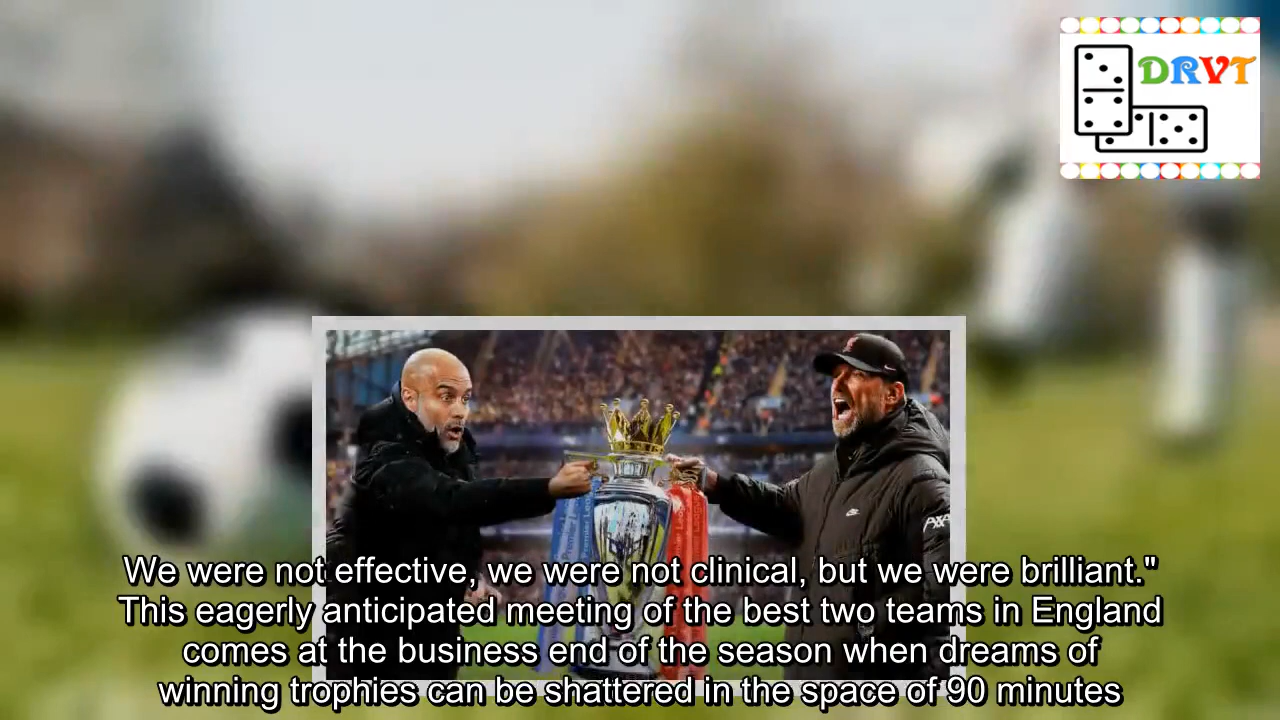 DRVT
We were not effective, we were not clinical, but we were brilliant."
This eagerly anticipated meeting of the best two teams in England
comes at the business end of the season when dreams of
winning trophies can be shattered in the space of 90 minutes